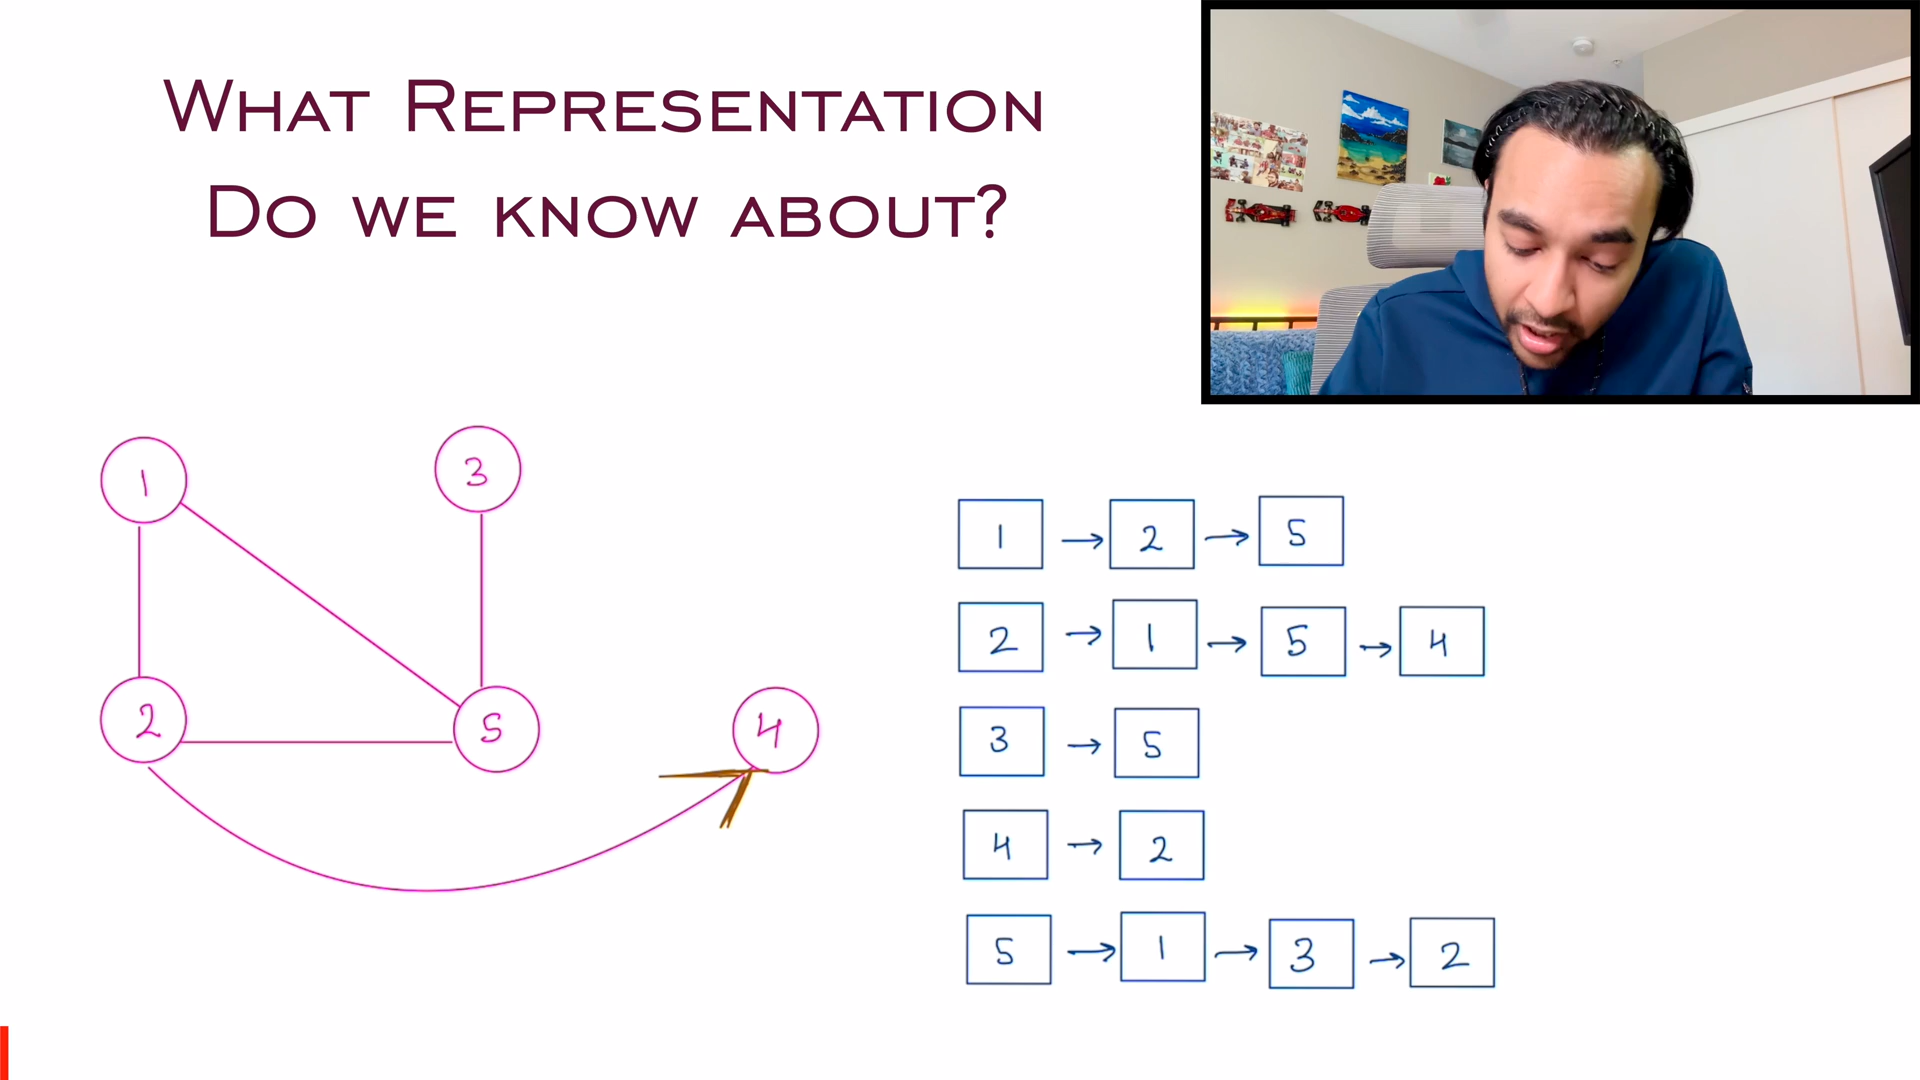 WHAT REPRESENTATION
DO WE KNOW ABOUT?
1
3
2
5
4
1 → 2 → 5
2 → 1 → 5 → 4
3 → 5
4 → 2
5 → 1 → 3 → 2